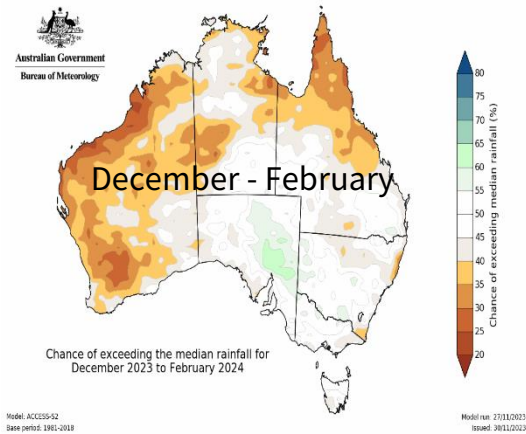 Australian Government
Bureau of Meteorology
December - February
80
75
70
65
60
55
50
45
40
35
30
25
20
Chance of exceeding median rainfall (%)
Chance of exceeding the median rainfall for
December 2023 to February 2024
Model: ACCESS-S2
Base period: 1981-2018
Model run: 27/11/2023
Issued: 30/11/2023